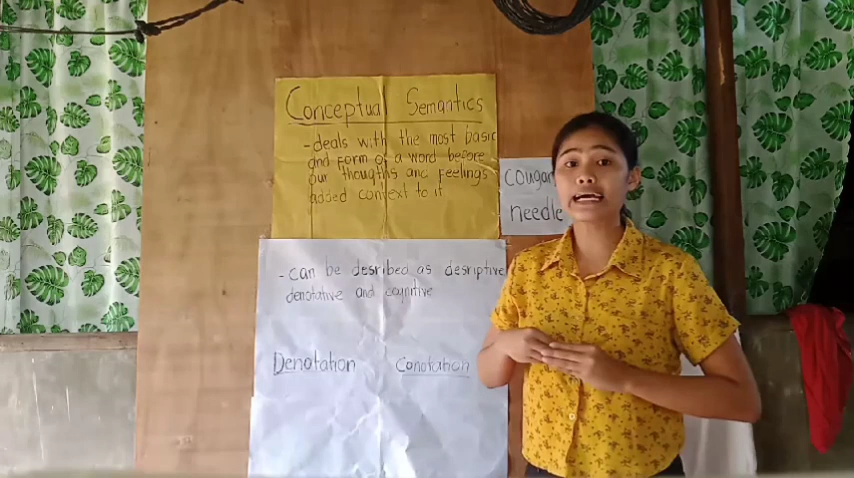 Conceptual Semantics
- deals with the most basic
and form of a word before
our thougths and feelings
added context to it
cougar
needle
- can be desribed as desriptive
denotative and cognitive
Denotation Conotation